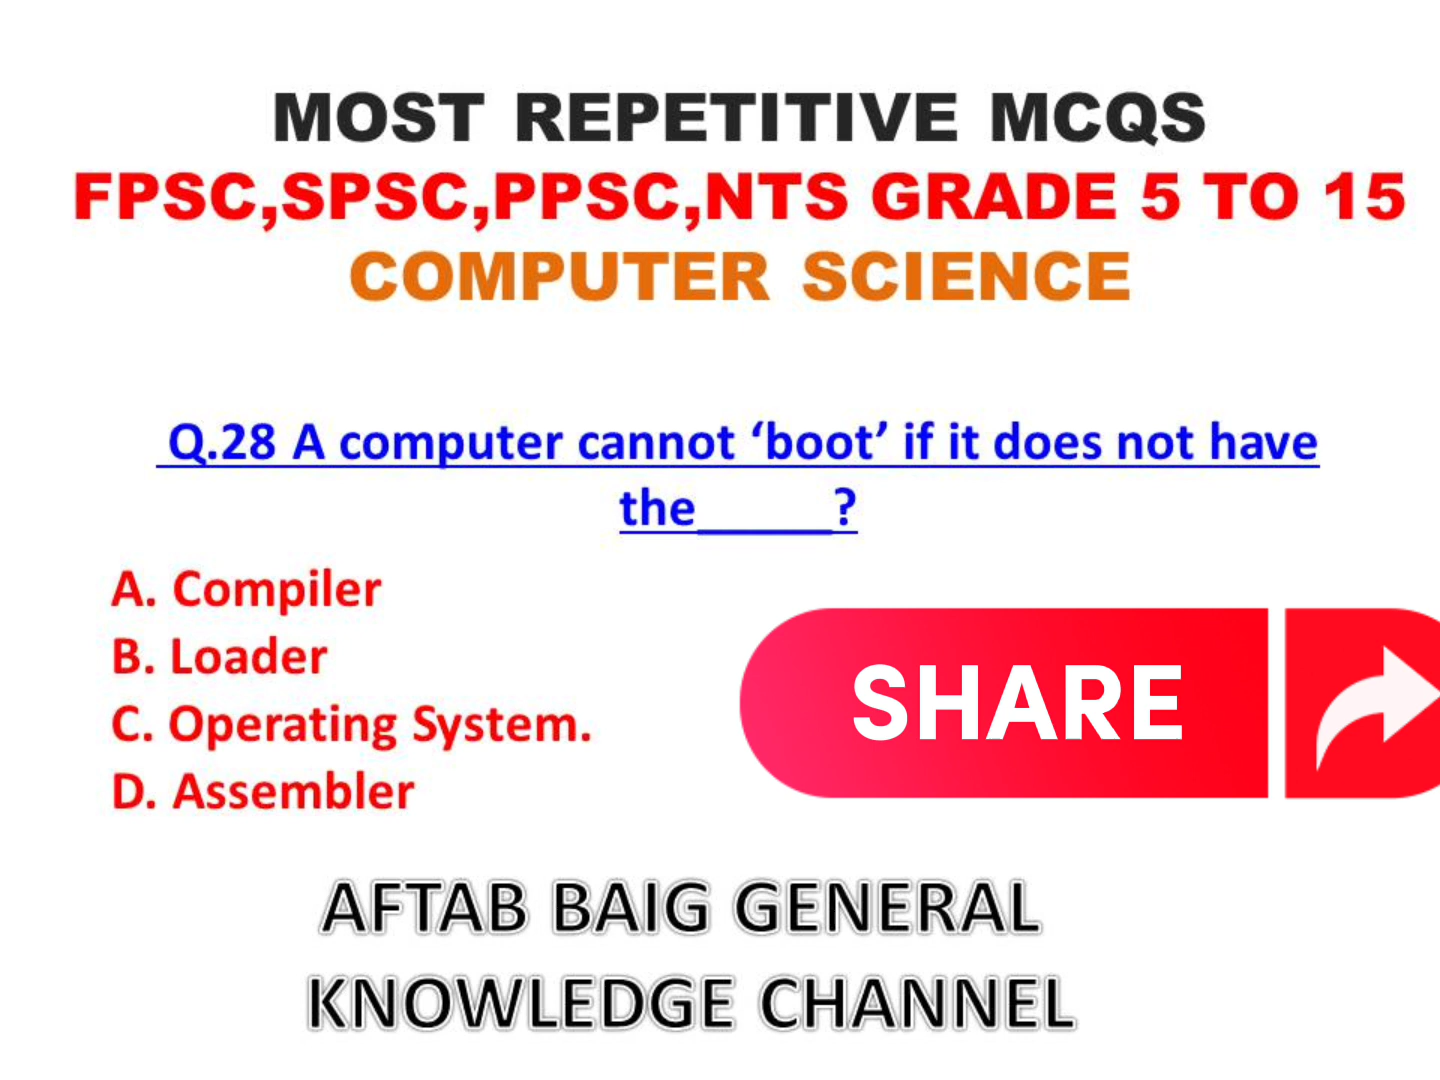 MOST REPETITIVE MCQS
FPSC,SPSC,PPSC,NTS GRADE 5 TO 15
COMPUTER SCIENCE
Q.28 A computer cannot ‘boot’ if it does not have
the_____?
A. Compiler
B. Loader
C. Operating System.
D. Assembler
SHARE
AFTAB BAIG GENERAL
KNOWLEDGE CHANNEL